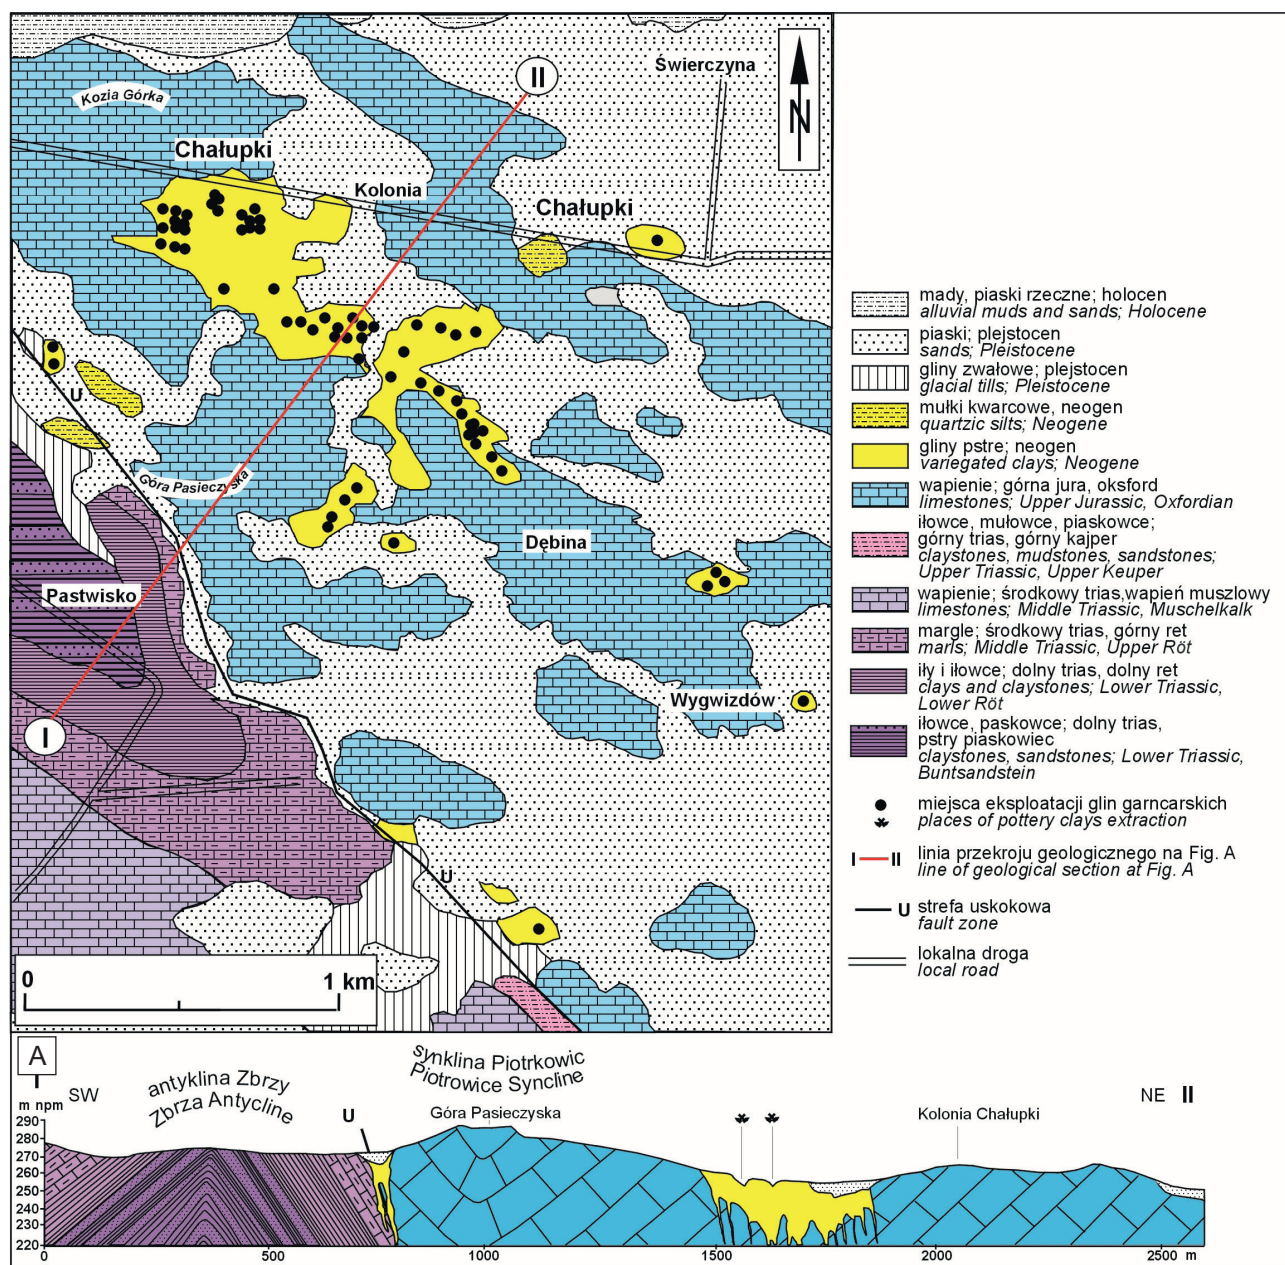 Świerczyna
II
N
Kozia Górka
Chałupki
Kolonia
Chałupki
U
Góra Pasieczyska
Dębina
Pastwisko
Wygwizdów
I
U
0 1 km
mady, piaski rzeczne; holocen
alluvial muds and sands; Holocene
piaski; plejstocen
sands; Pleistocene
gliny zwałowe; plejstocen
glacial tills; Pleistocene
mułki kwarcowe, neogen
quartzic silts; Neogene
gliny pstre; neogen
variegated clays; Neogene
wapienie; górna jura, oksford
limestones; Upper Jurassic, Oxfordian
iłowce, mułowce, piaskowce;
górny trias, górny kajper
claystones, mudstones, sandstones;
Upper Triassic, Upper Keuper
wapienie; środkowy trias,wapień muszlowy
limestones; Middle Triassic, Muschelkalk
margle; środkowy trias, górny ret
marls; Middle Triassic, Upper Röt
iły i iłowce; dolny trias, dolny ret
clays and claystones; Lower Triassic,
Lower Röt
iłowce, paskowce; dolny trias,
pstry piaskowiec
claystones, sandstones; Lower Triassic,
Buntsandstein
miejsca eksploatacji glin garncarskich
places of pottery clays extraction
I II linia przekroju geologicznego na Fig. A
line of geological section at Fig. A
U strefa uskokowa
fault zone
lokalna droga
local road
A
I SW
m npm
antyklina Zbrzy
Zbrza Antycline
synklina Piotrkowic
Piotrowice Syncline
NE II
U
Góra Pasieczyska
Kolonia Chałupki
290
270
260
250
240
230
220
0 500 1000 1500 2000 2500 m